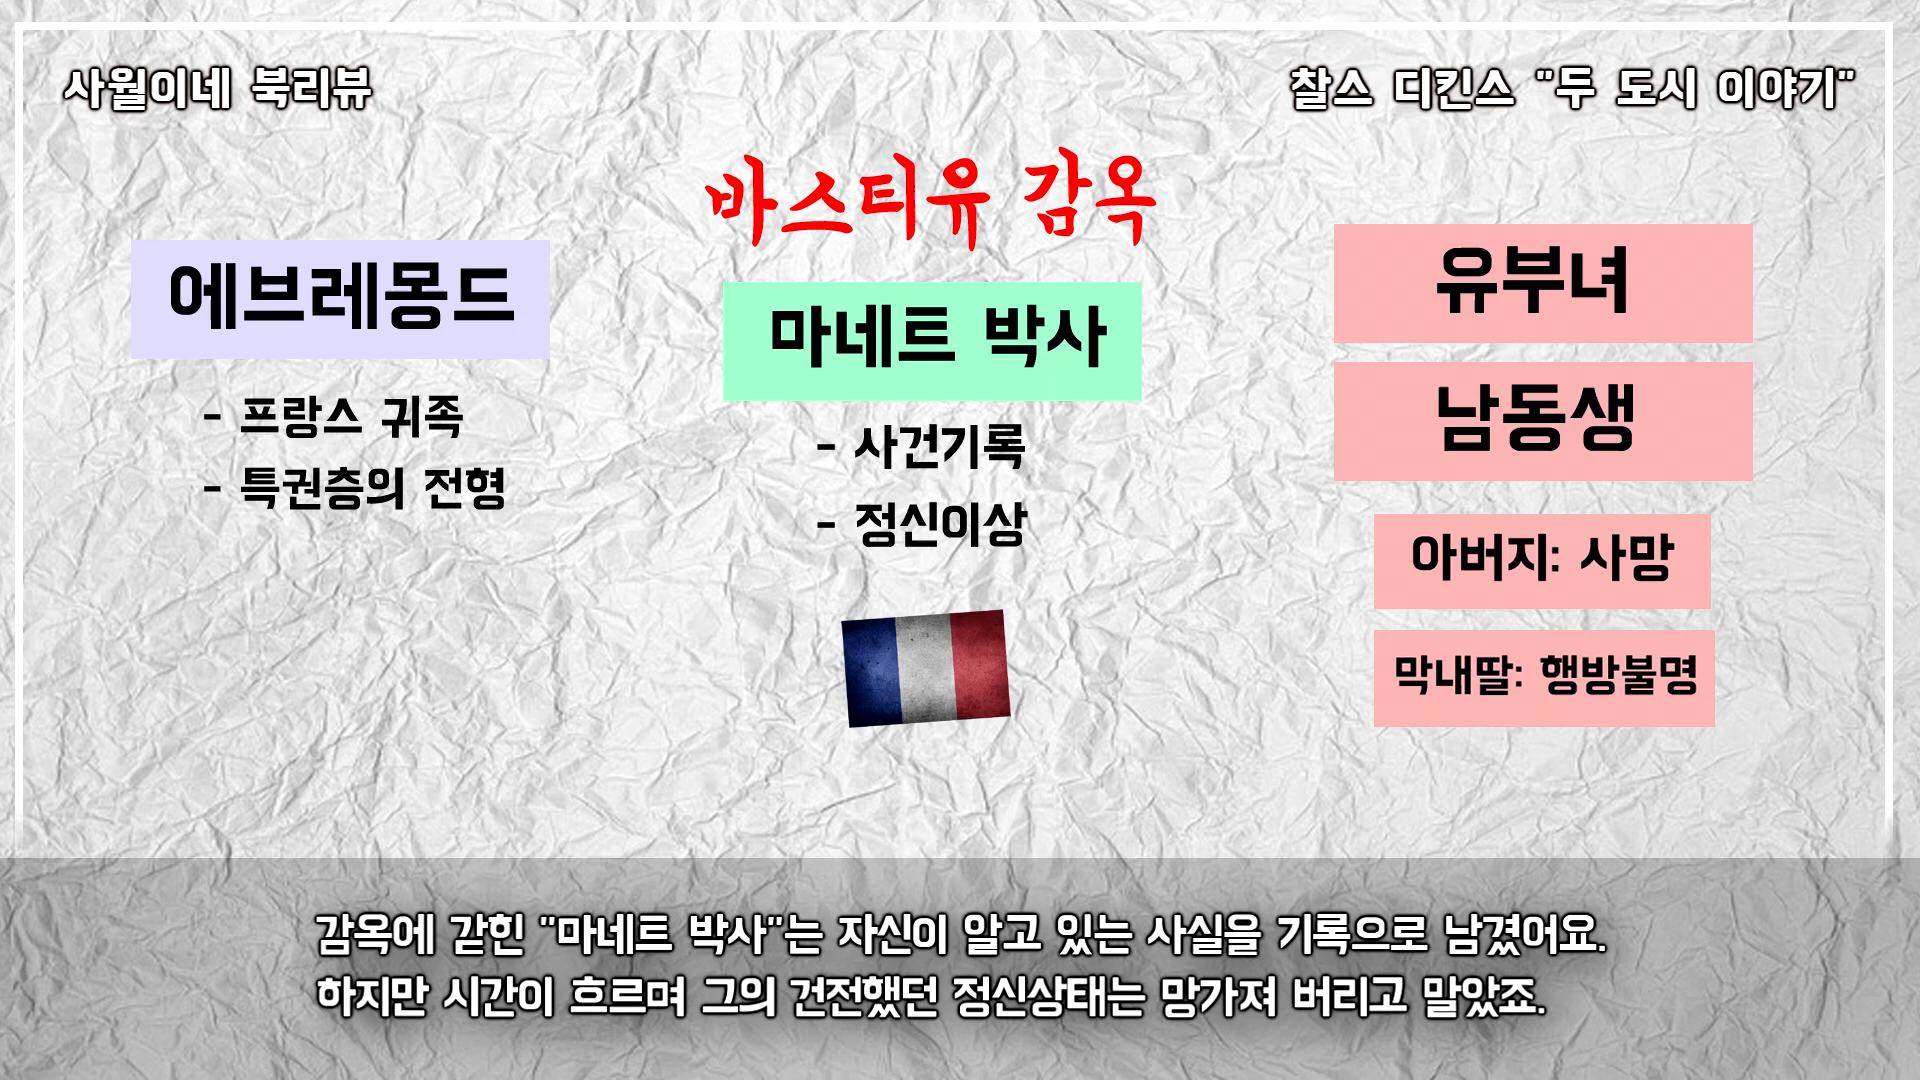 사월이네 북리뷰
찰스 디킨스 "두 도시 이야기"
바스티유 감옥
에브레몽드
- 프랑스 귀족
- 특권층의 전형
마네트 박사
- 사건기록
- 정신이상
유부녀
남동생
아버지: 사망
막내딸: 행방불명
감옥에 갇힌 "마네트 박사"는 자신이 알고 있는 사실을 기록으로 남겼어요.
하지만 시간이 흐르며 그의 건전했던 정신상태는 망가져 버리고 말았죠.